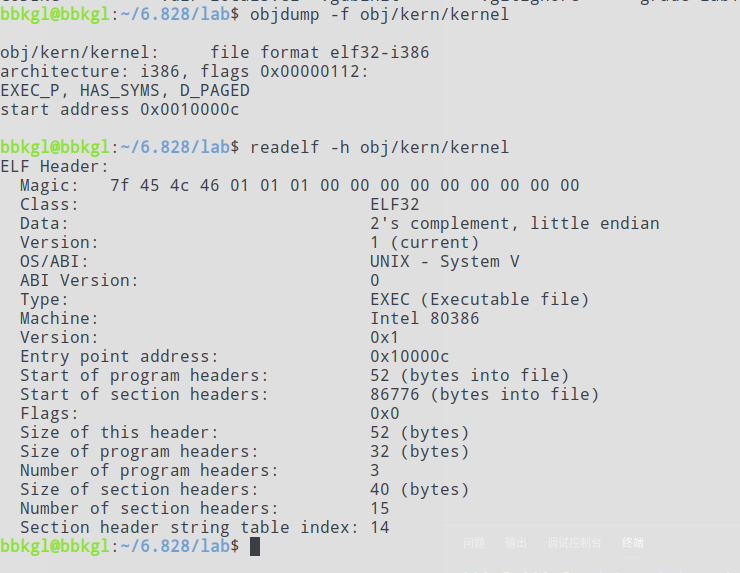 bbkgl@bbkgl:~/6.828/lab$ objdump -f obj/kern/kernel

obj/kern/kernel:     file format elf32-i386
architecture: i386, flags 0x00000112:
EXEC_P, HAS_SYMS, D_PAGED
start address 0x0010000c

bbkgl@bbkgl:~/6.828/lab$ readelf -h obj/kern/kernel
ELF Header:
  Magic:   7f 45 4c 46 01 01 01 00 00 00 00 00 00 00 00 00
  Class:                             ELF32
  Data:                              2's complement, little endian
  Version:                           1 (current)
  OS/ABI:                            UNIX - System V
  ABI Version:                       0
  Type:                              EXEC (Executable file)
  Machine:                           Intel 80386
  Version:                           0x1
  Entry point address:               0x10000c
  Start of program headers:          52 (bytes into file)
  Start of section headers:          86776 (bytes into file)
  Flags:                             0x0
  Size of this header:               52 (bytes)
  Size of program headers:           32 (bytes)
  Number of program headers:         3
  Size of section headers:           40 (bytes)
  Number of section headers:         15
  Section header string table index: 14
bbkgl@bbkgl:~/6.828/lab$
问题 输出 调试控制台 终端